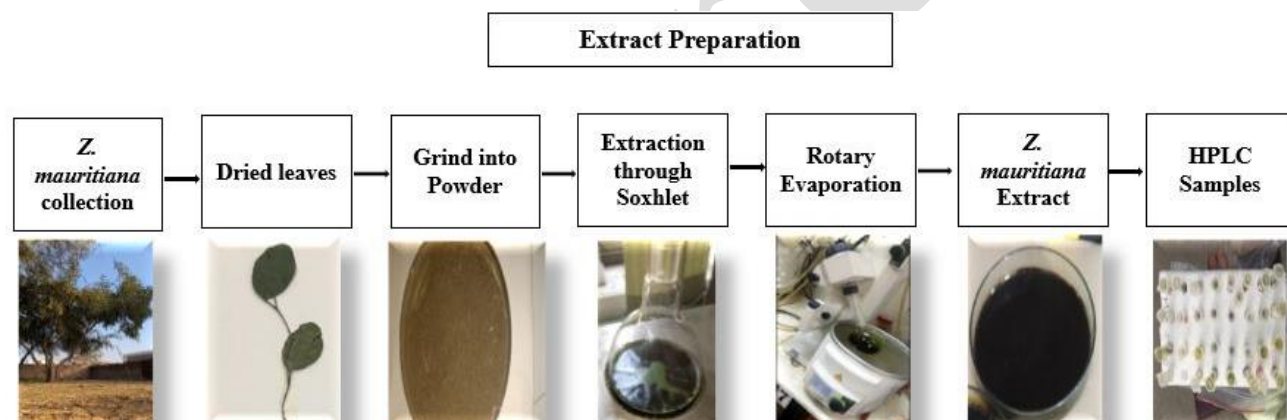 Extract Preparation
Z.
mauritiana
collection
Dried leaves
Grind into
Powder
Extraction
through
Soxhlet
Rotary
Evaporation
Z.
mauritiana
Extract
HPLC
Samples